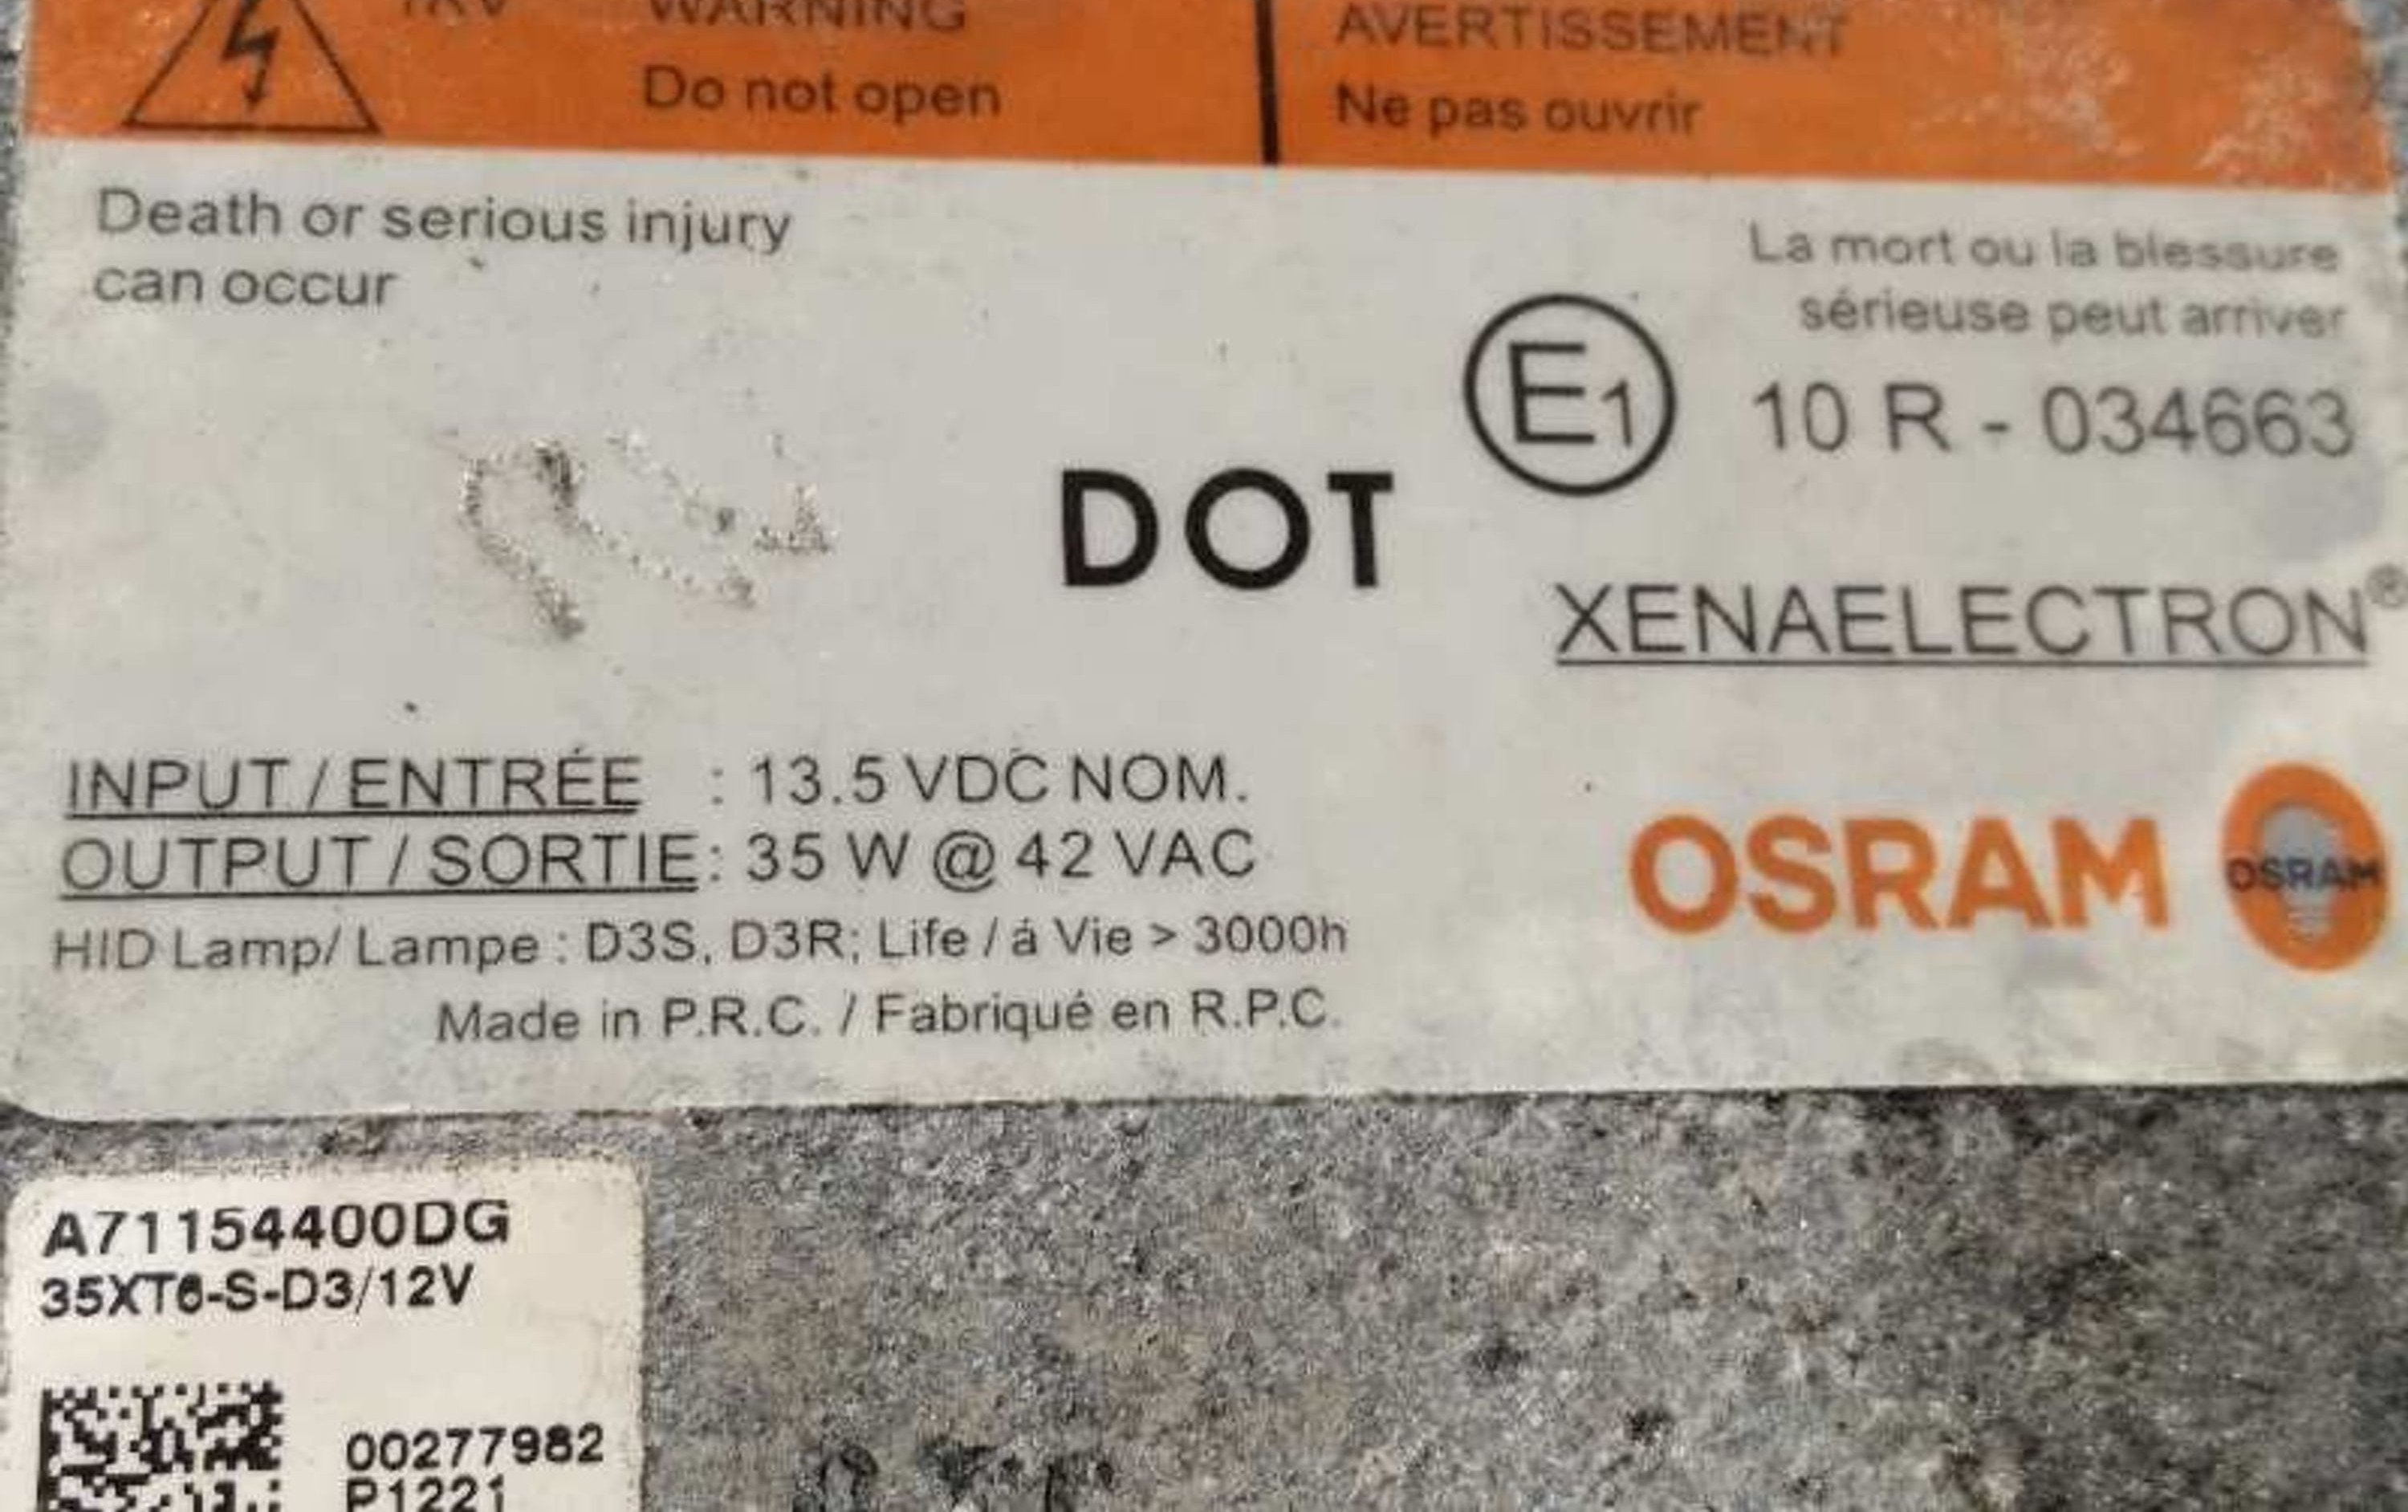 WARNING
Do not open
AVERTISSEMENT
Ne pas ouvrir
Death or serious injury
can occur
La mort ou la blessure
sérieuse peut arriver
E1
10 R - 034663
DOT
XENAELECTRON®
INPUT / ENTRÉE : 13.5 VDC NOM.
OUTPUT / SORTIE: 35 W @ 42 VAC
HID Lamp/ Lampe : D3S, D3R; Life / á Vie > 3000h
Made in P.R.C. / Fabriqué en R.P.C.
OSRAM
OSRAM
A71154400DG
35XT6-S-D3/12V
00277982
P1221